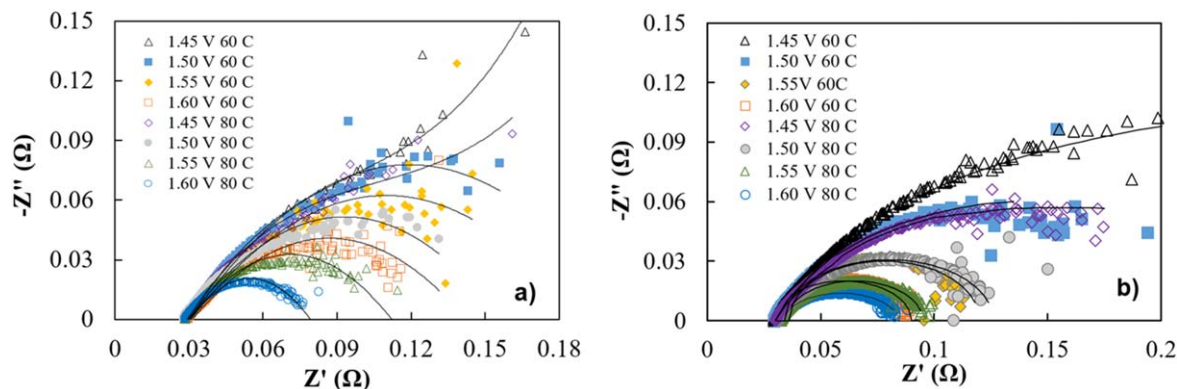 0.15
0.12
0.09
0.06
0.03
0
-Z" (Ω)
1.45 V 60 C
1.50 V 60 C
1.55 V 60 C
1.60 V 60 C
1.45 V 80 C
1.50 V 80 C
1.55 V 80 C
1.60 V 80 C
a)
0 0.03 0.06 0.09 0.12 0.15 0.18
Z' (Ω)
0.15
0.12
0.09
0.06
0.03
0
-Z" (Ω)
1.45 V 60 C
1.50 V 60 C
1.55V 60C
1.60 V 60 C
1.45 V 80 C
1.50 V 80 C
1.55 V 80 C
1.60 V 80 C
b)
0 0.05 0.1 0.15 0.2
Z' (Ω)